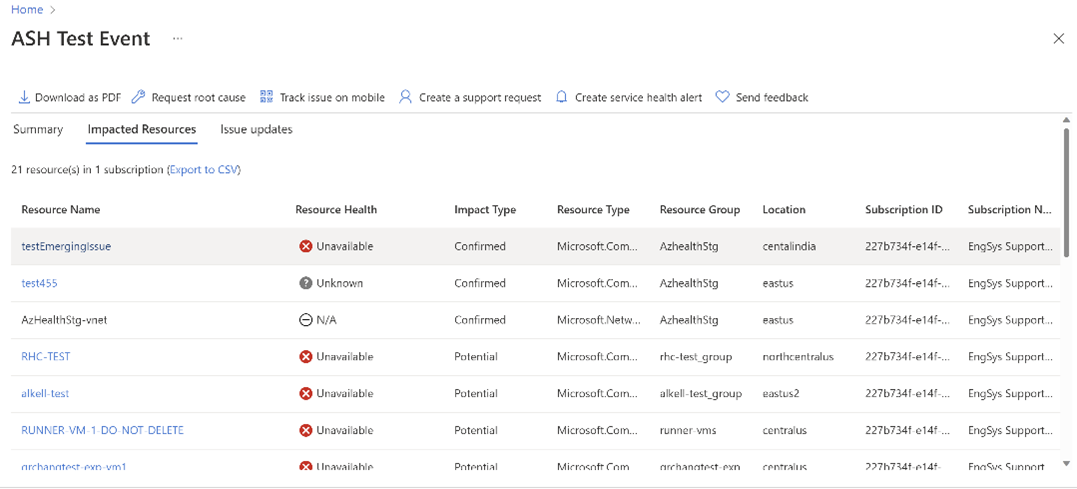 Home >
ASH Test Event ...
Download as PDF Request root cause Track issue on mobile Create a support request Create service health alert Send feedback
Summary Impacted Resources Issue updates
21 resource(s) in 1 subscription (Export to CSV)
Resource Name Resource Health Impact Type Resource Type Resource Group Location Subscription ID Subscription N...
testEmergingIssue Unavailable Confirmed Microsoft.Com... AzhealthStg centalindia 227b734f-e14f-... EngSys Support...
test455 Unknown Confirmed Microsoft.Com... AzhealthStg eastus 227b734f-e14f-... EngSys Support...
AzHealthStg-vnet N/A Confirmed Microsoft.Netw... AzhealthStg eastus 227b734f-e14f-... EngSys Support...
RHC-TEST Unavailable Potential Microsoft.Com... rhc-test_group northcentralus 227b734f-e14f-... EngSys Support...
alkell-test Unavailable Potential Microsoft.Com... alkell-test_group eastus2 227b734f-e14f-... EngSys Support...
RUNNER-VM-1-DO-NOT-DELETE Unavailable Potential Microsoft.Com... runner-vms centralus 227b734f-e14f-... EngSys Support...
grchangtest-exp-vm1 Unavailable Potential Microsoft.Com... grchangtest-exp centralus 227b734f-e14f-... EngSys Support...